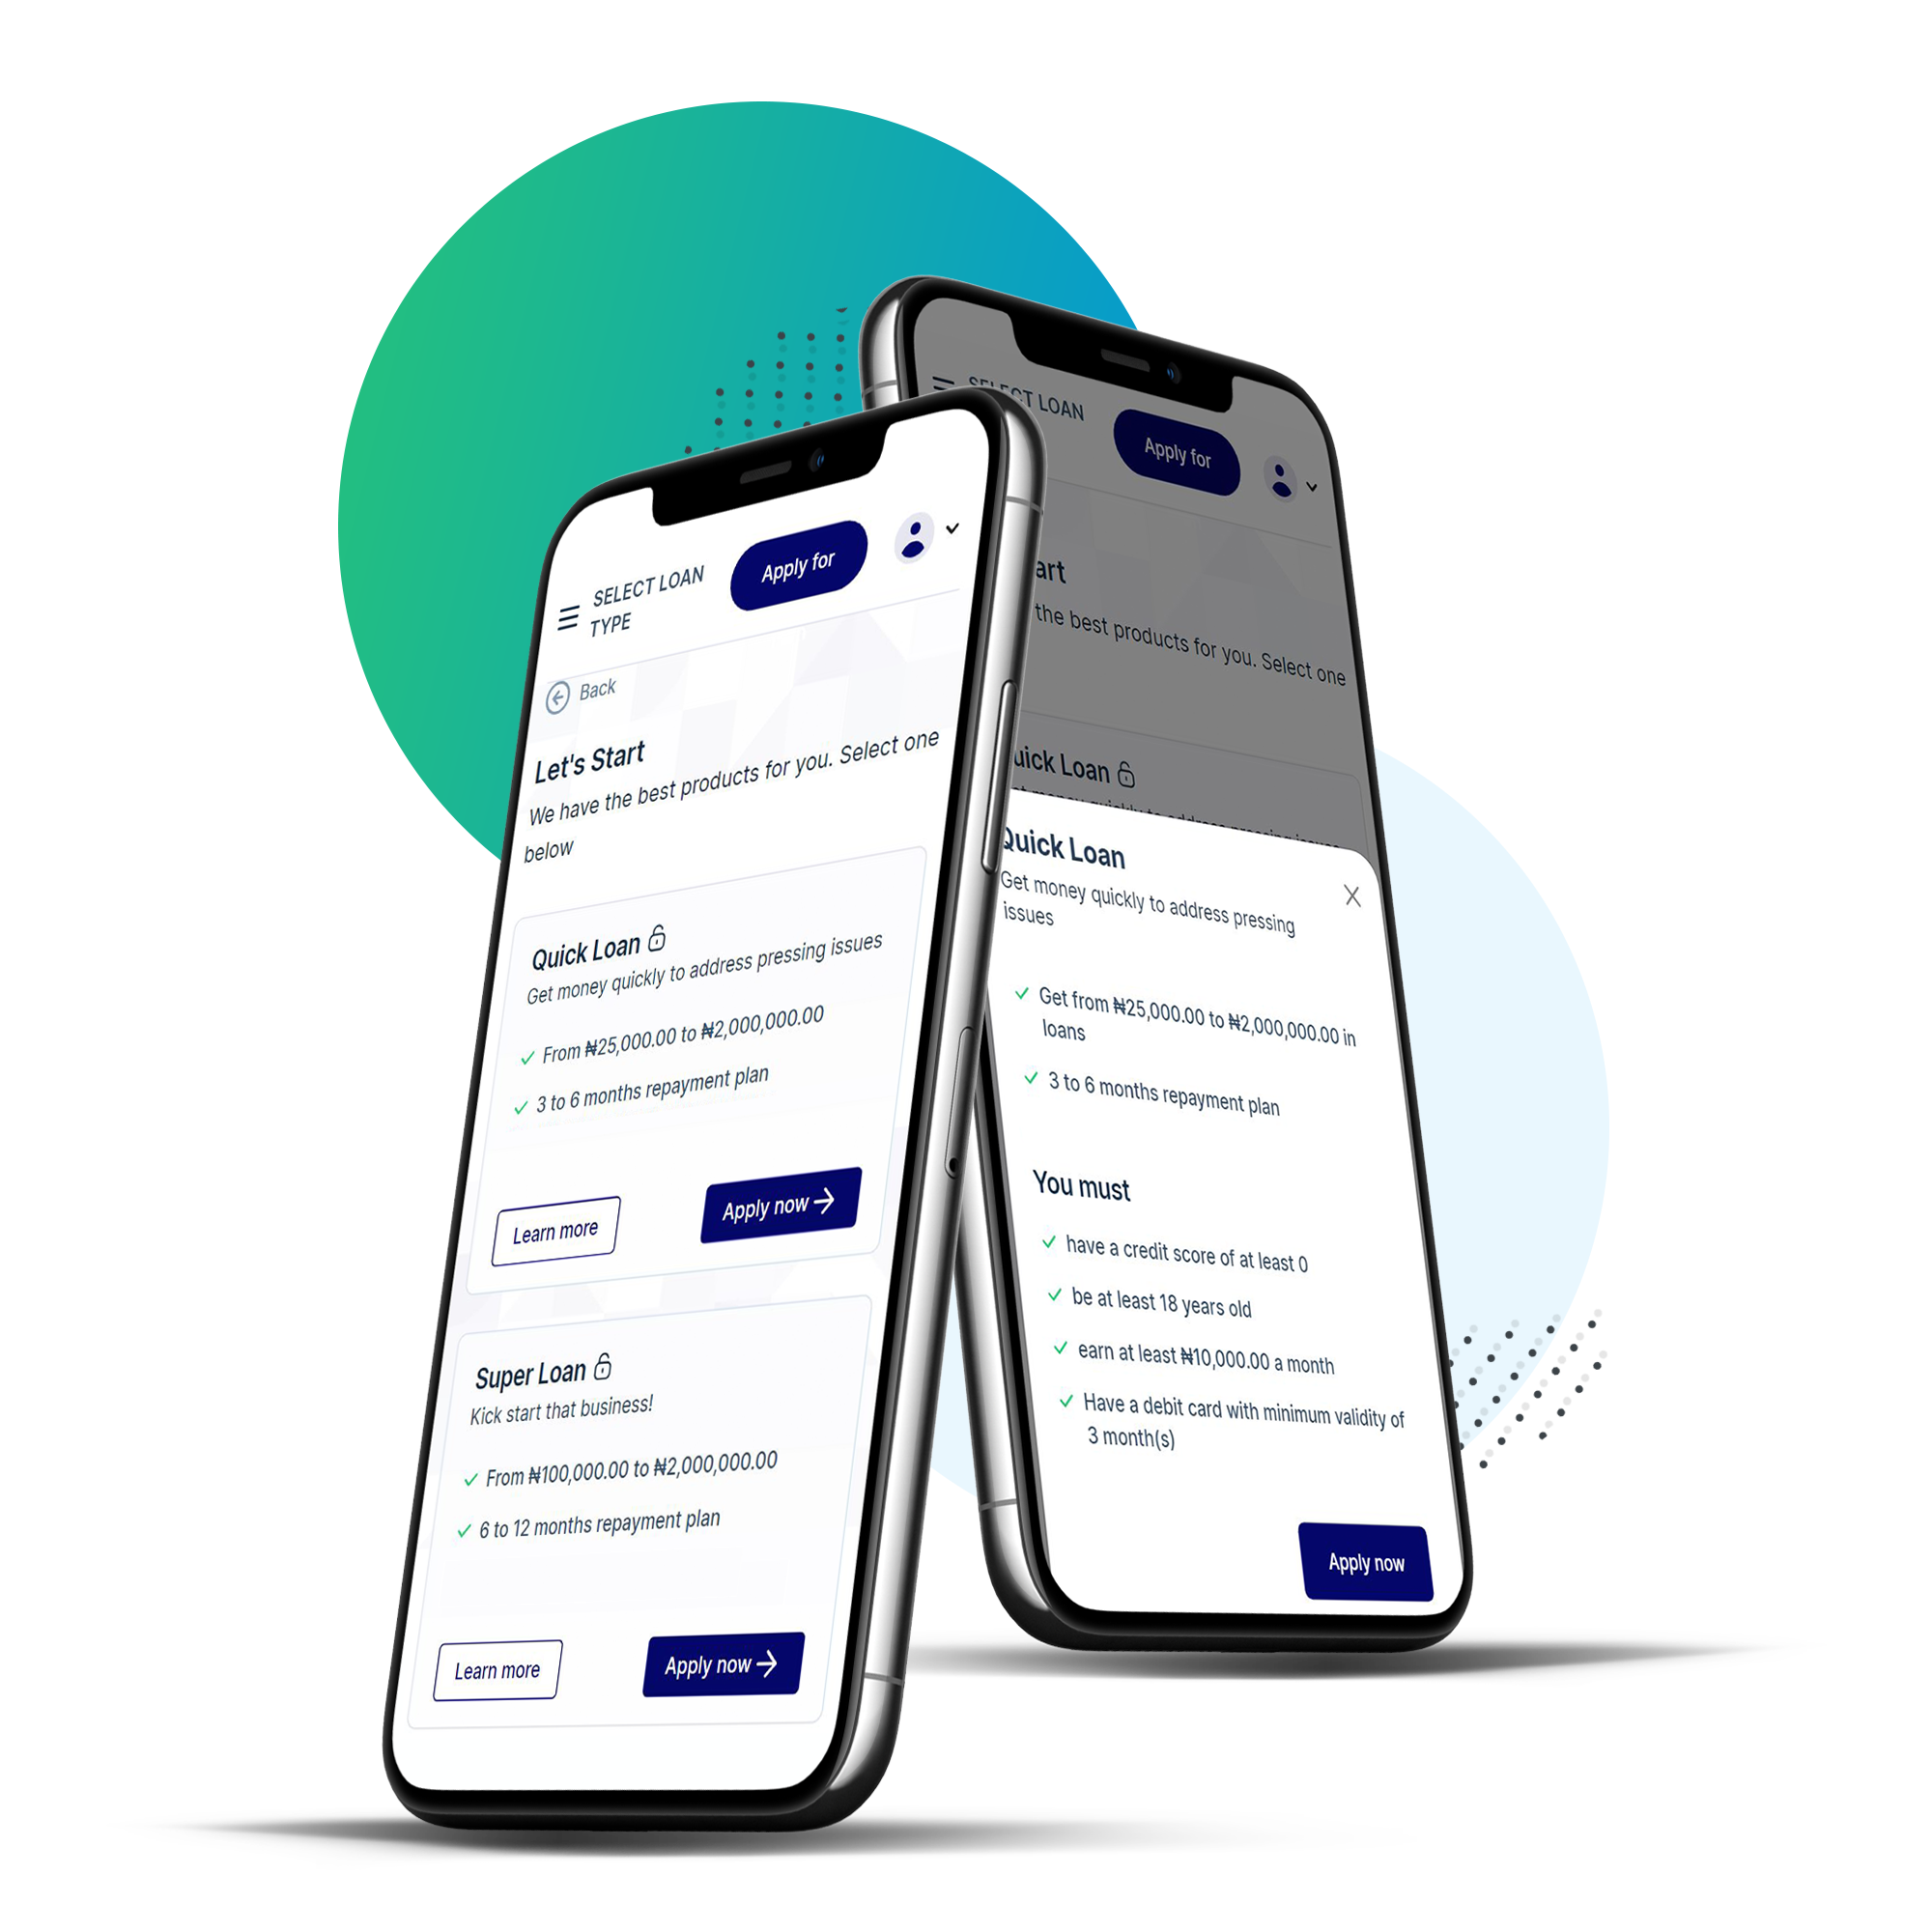 SELECT LOAN
TYPE
Apply for
Back
Let's Start
We have the best products for you. Select one
below
Quick Loan
Get money quickly to address pressing issues
From ₦25,000.00 to ₦2,000,000.00
3 to 6 months repayment plan
Learn more
Apply now
Super Loan
Kick start that business!
From ₦100,000.00 to ₦2,000,000.00
6 to 12 months repayment plan
Learn more
Apply now
SELECT LOAN
Apply for
the best products for you. Select one
Loan
Quick Loan
Get money quickly to address pressing
issues
Get from ₦25,000.00 to ₦2,000,000.00 in
loans
3 to 6 months repayment plan
You must
have a credit score of at least 0
be at least 18 years old
earn at least ₦10,000.00 a month
Have a debit card with minimum validity of
3 month(s)
Apply now